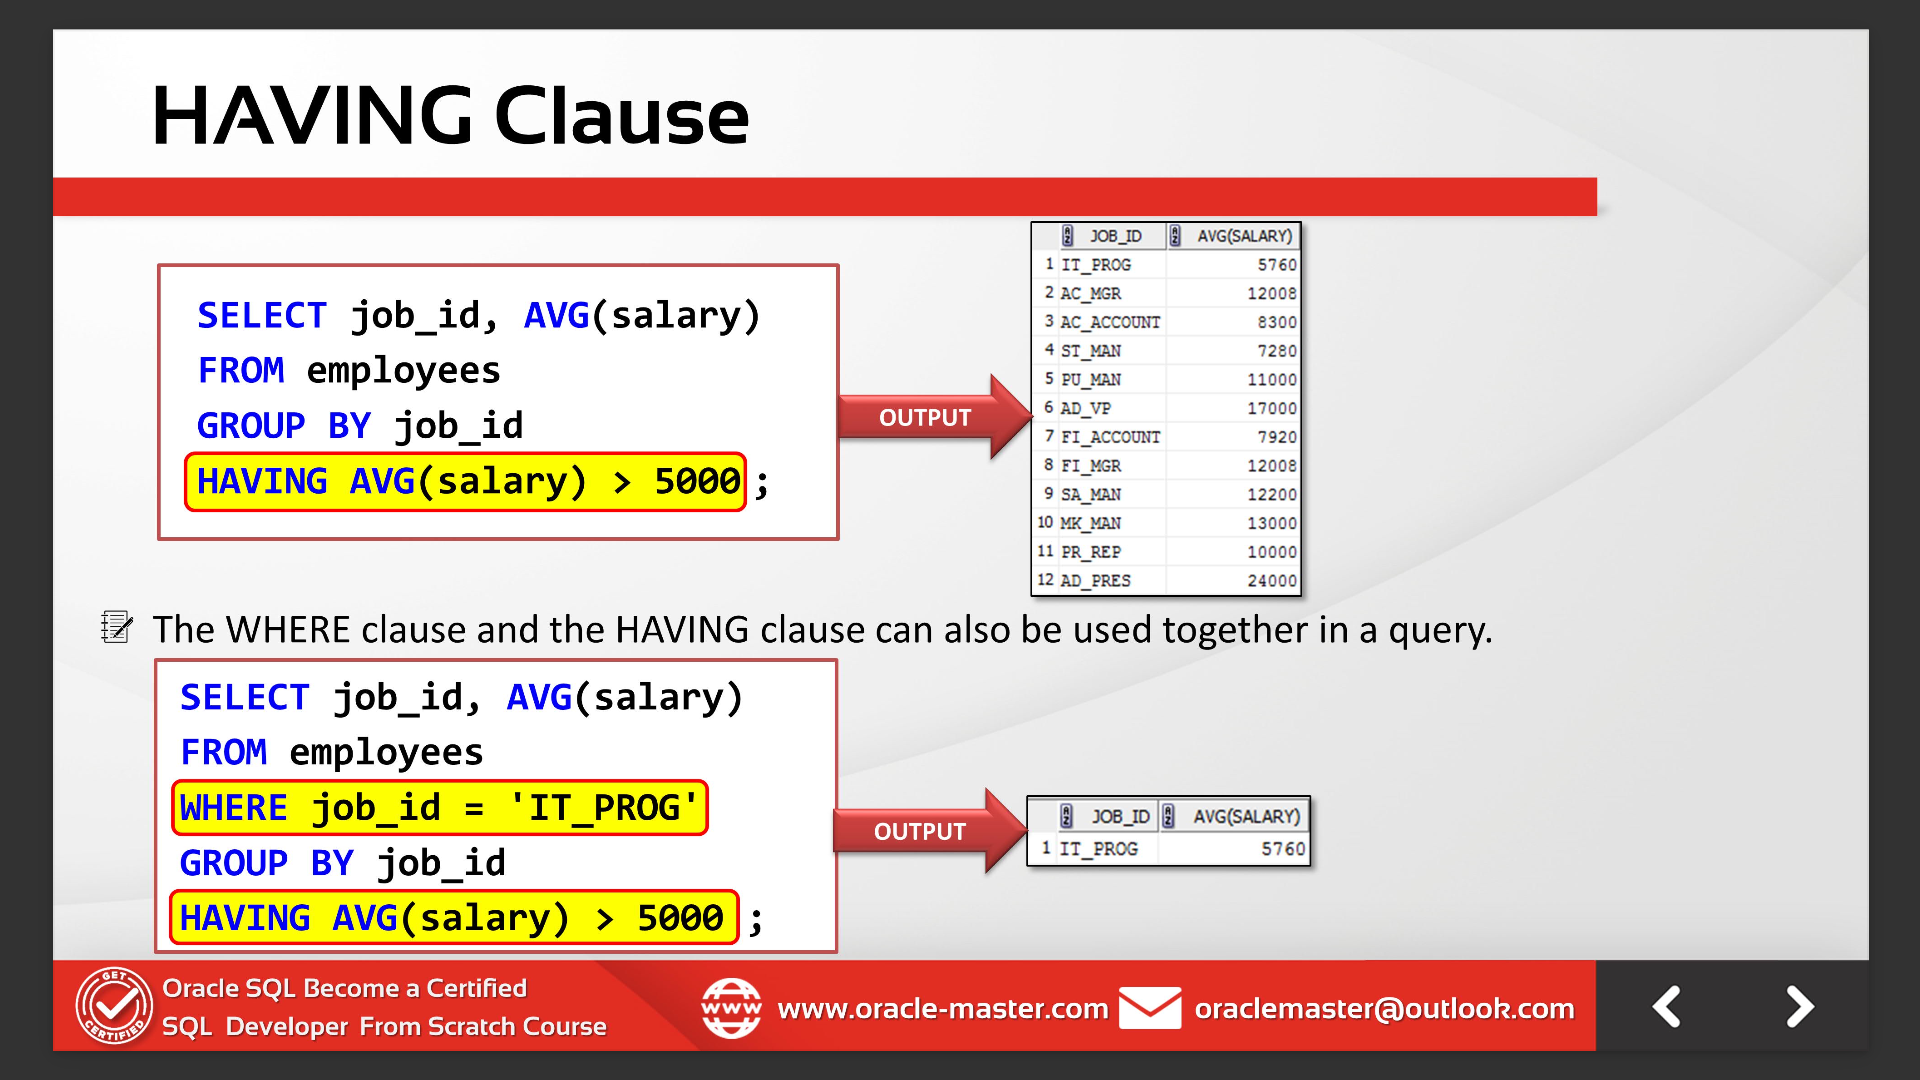 HAVING Clause
SELECT job_id, AVG(salary)
FROM employees
GROUP BY job_id
HAVING AVG(salary) > 5000 ;
OUTPUT
JOB_ID AVG(SALARY)
1 IT_PROG 5760
2 AC_MGR 12008
3 AC_ACCOUNT 8300
4 ST_MAN 7280
5 PU_MAN 11000
6 AD_VP 17000
7 FI_ACCOUNT 7920
8 FI_MGR 12008
9 SA_MAN 12200
10 MK_MAN 13000
11 PR_REP 10000
12 AD_PRES 24000
The WHERE clause and the HAVING clause can also be used together in a query.
SELECT job_id, AVG(salary)
FROM employees
WHERE job_id = 'IT_PROG'
GROUP BY job_id
HAVING AVG(salary) > 5000 ;
OUTPUT
JOB_ID AVG(SALARY)
1 IT_PROG 5760
GET
CERTIFIED
Oracle SQL Become a Certified
SQL Developer From Scratch Course
www
www.oracle-master.com
oraclemaster@outlook.com